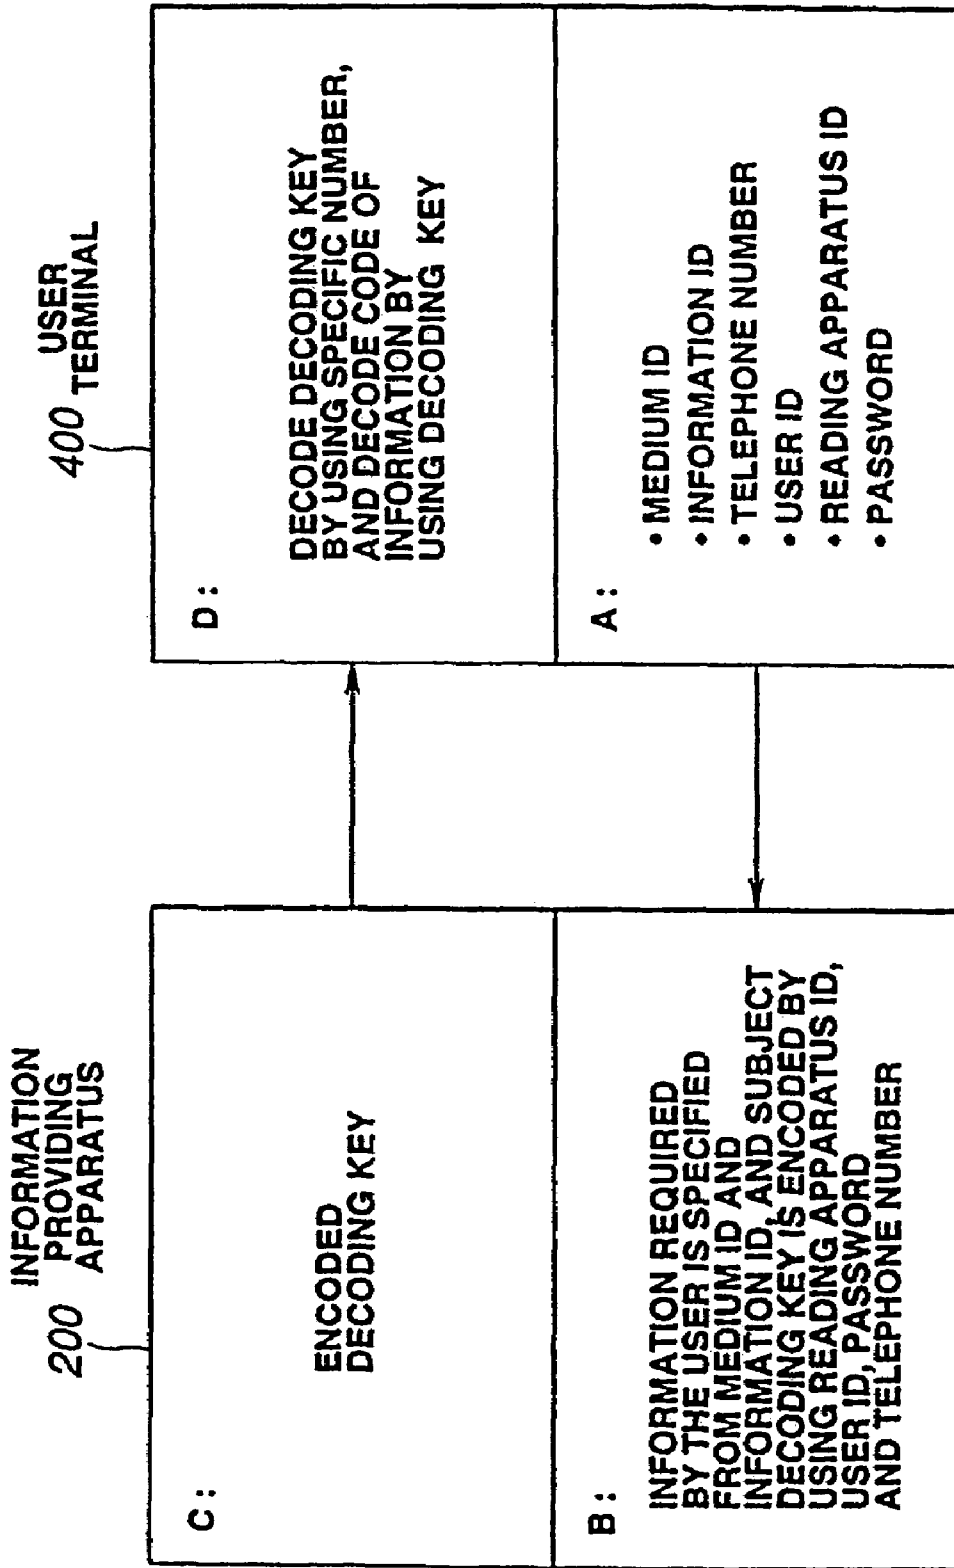 INFORMATION
PROVIDING
APPARATUS
200
C:
ENCODED
DECODING KEY
B:
INFORMATION REQUIRED
BY THE USER IS SPECIFIED
FROM MEDIUM ID AND
INFORMATION ID, AND SUBJECT
DECODING KEY IS ENCODED BY
USING READING APPARATUS ID,
USER ID, PASSWORD
AND TELEPHONE NUMBER
USER
TERMINAL
400
D:
DECODE DECODING KEY
BY USING SPECIFIC NUMBER,
AND DECODE CODE OF
INFORMATION BY
USING DECODING KEY
A:
• MEDIUM ID
• INFORMATION ID
• TELEPHONE NUMBER
• USER ID
• READING APPARATUS ID
• PASSWORD